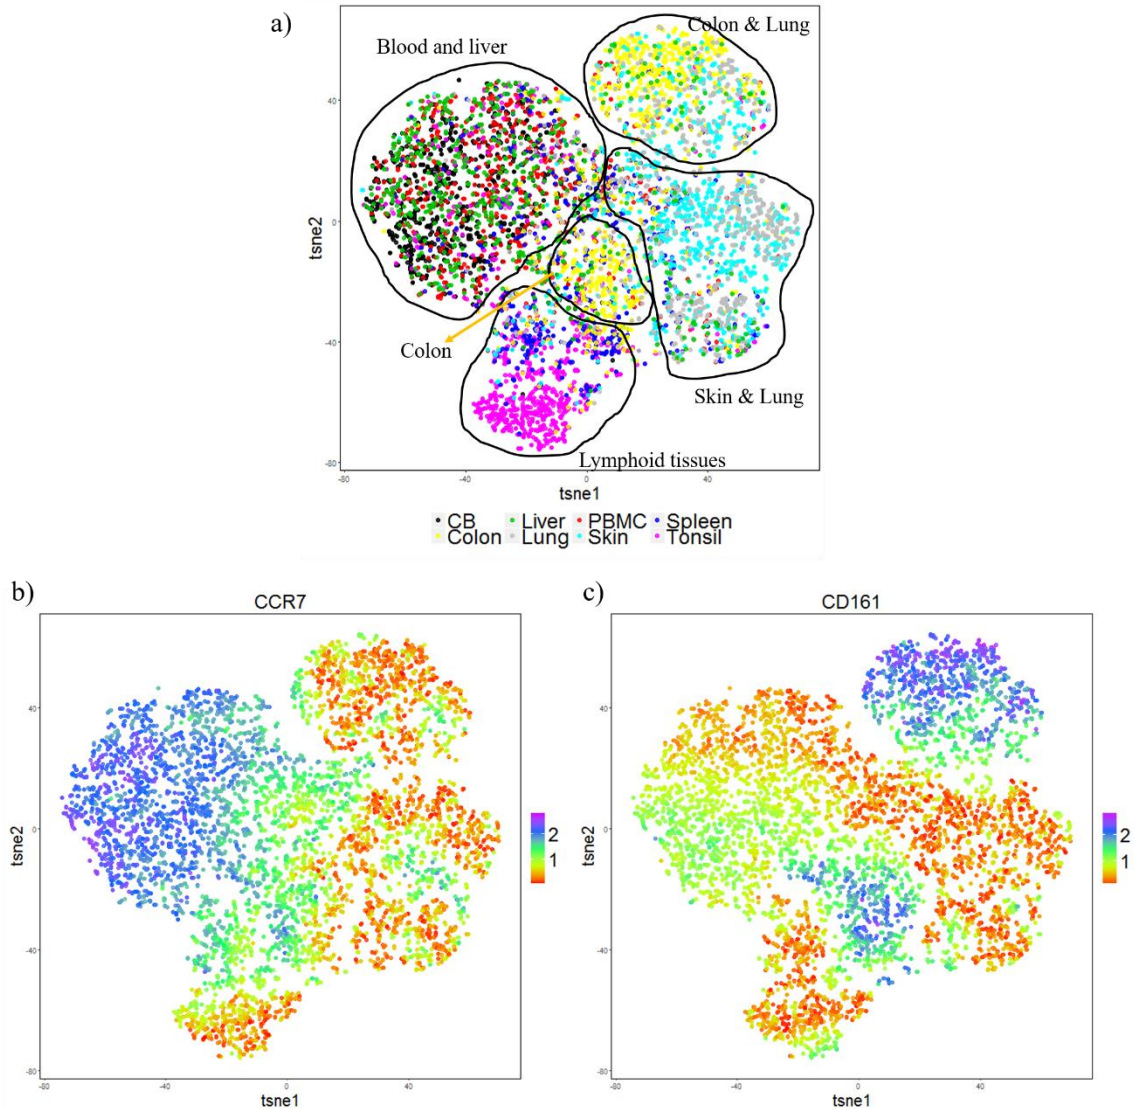 a)
Colon & Lung
Blood and liver
40
0
-40
-80
tsne2
Colon
Skin & Lung
Lymphoid tissues
-80 -40 0 40
tsne1
CB Liver PBMC Spleen
Colon Lung Skin Tonsil
b) c)
CCR7 CD161
40
0
-40
-80
tsne2
2
1
-80 -40 0 40
tsne1
40
0
-40
-80
tsne2
2
1
-80 -40 0 40
tsne1